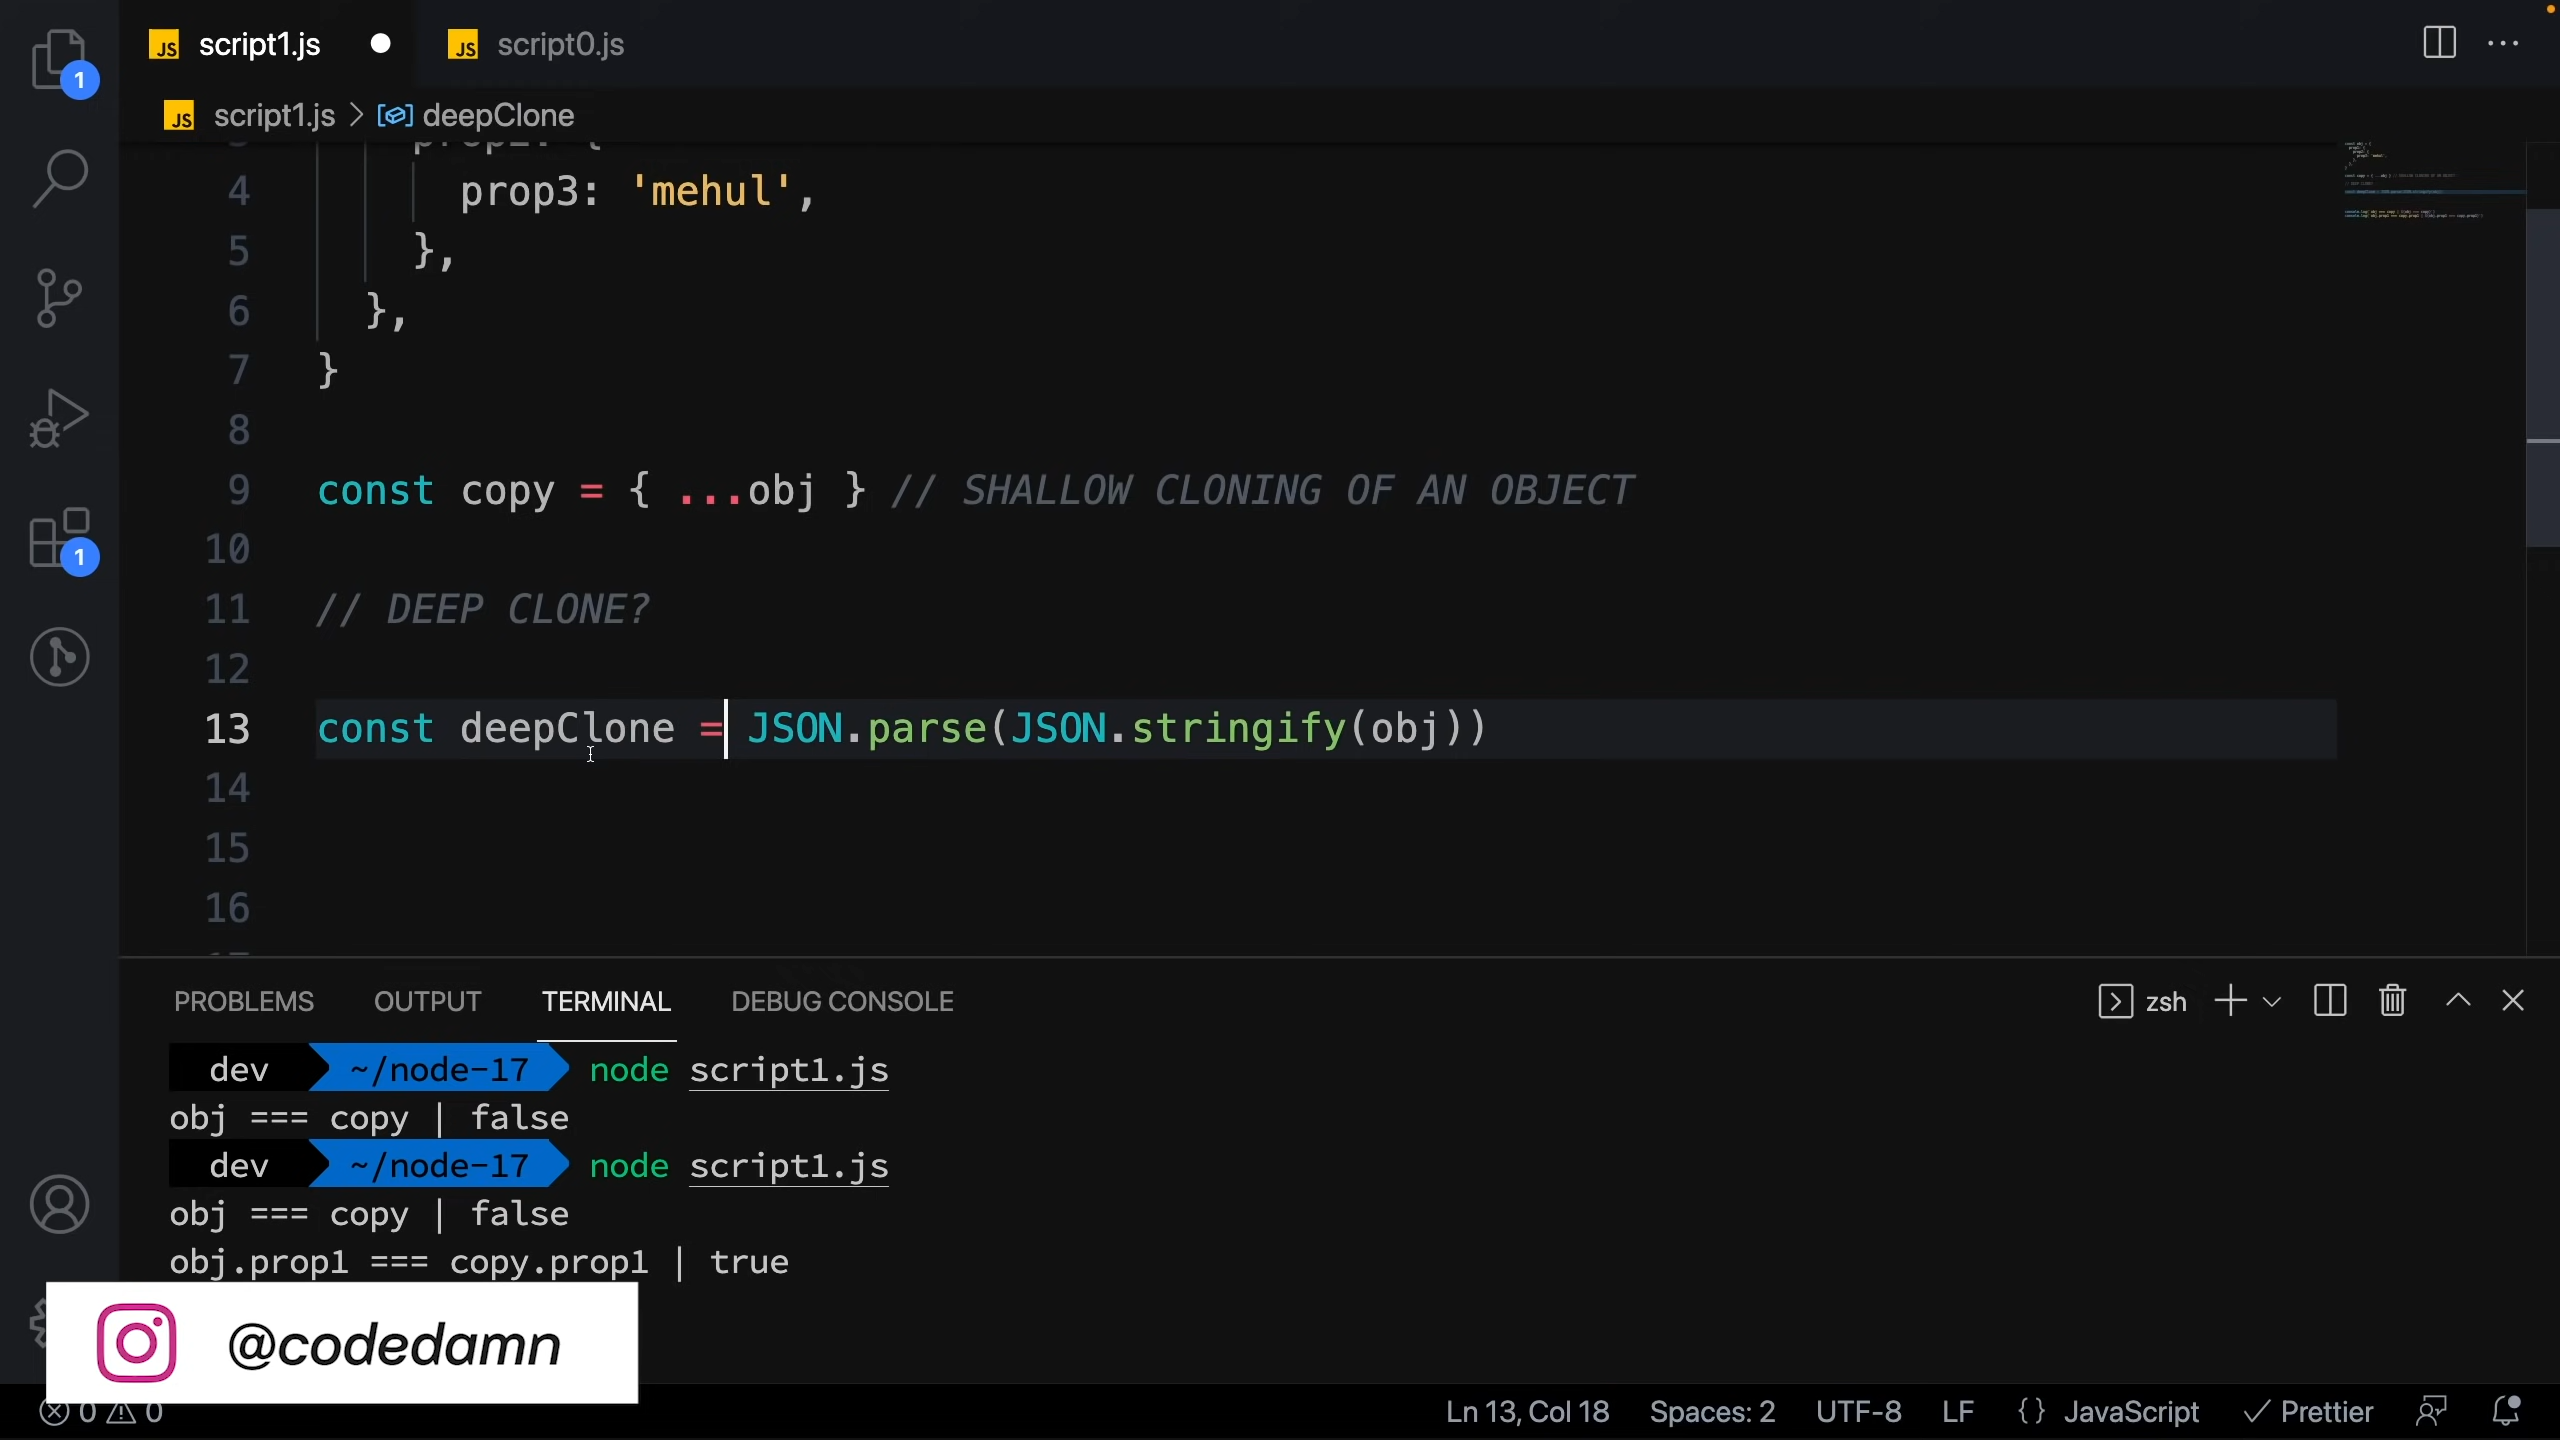 script1.js
script0.js
script1.js > deepClone
4 prop3: 'mehul',
5 },
6 },
7 }
8
9 const copy = { ...obj } // SHALLOW CLONING OF AN OBJECT
10
11 // DEEP CLONE?
12
13 const deepClone = JSON.parse(JSON.stringify(obj))
14
15
16
PROBLEMS OUTPUT TERMINAL DEBUG CONSOLE zsh
dev ~/node-17 node script1.js
obj === copy | false
dev ~/node-17 node script1.js
obj === copy | false
obj.prop1 === copy.prop1 | true
@codedamn
0 0 Ln 13, Col 18 Spaces: 2 UTF-8 LF {} JavaScript Prettier
1
1